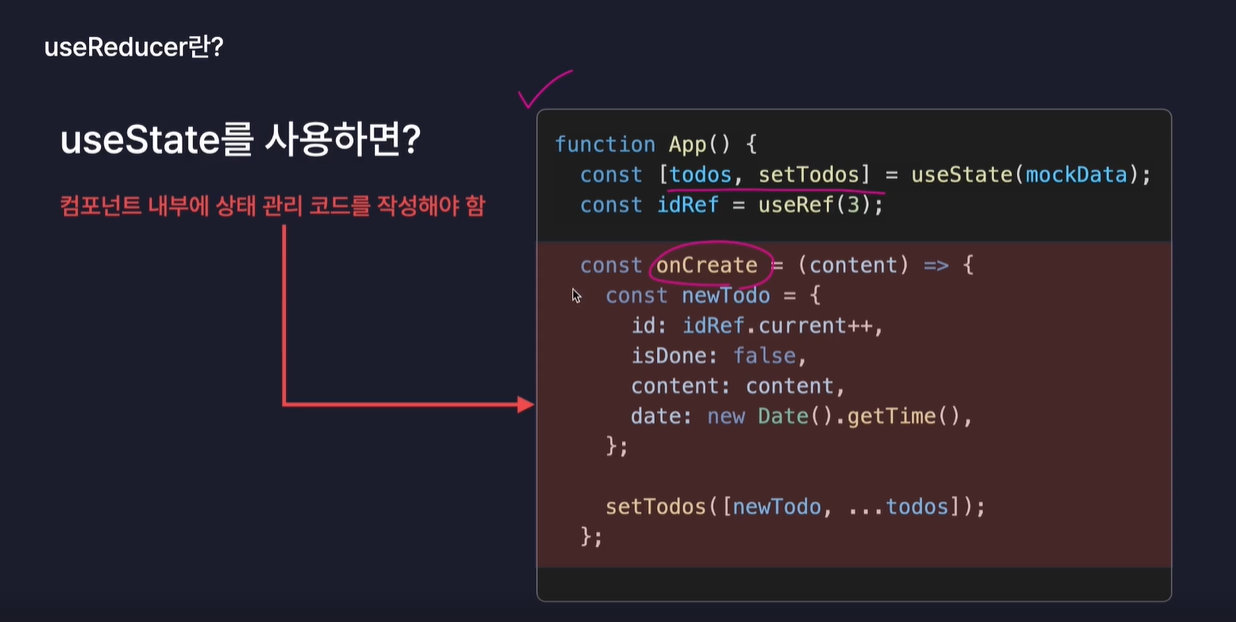 useReducer란?
useState를 사용하면?
컴포넌트 내부에 상태 관리 코드를 작성해야 함
function App() {
  const [todos, setTodos] = useState(mockData);
  const idRef = useRef(3);
  const onCreate = (content) => {
    const newTodo = {
      id: idRef.current++,
      isDone: false,
      content: content,
      date: new Date().getTime(),
    };
    setTodos([newTodo, ...todos]);
  };